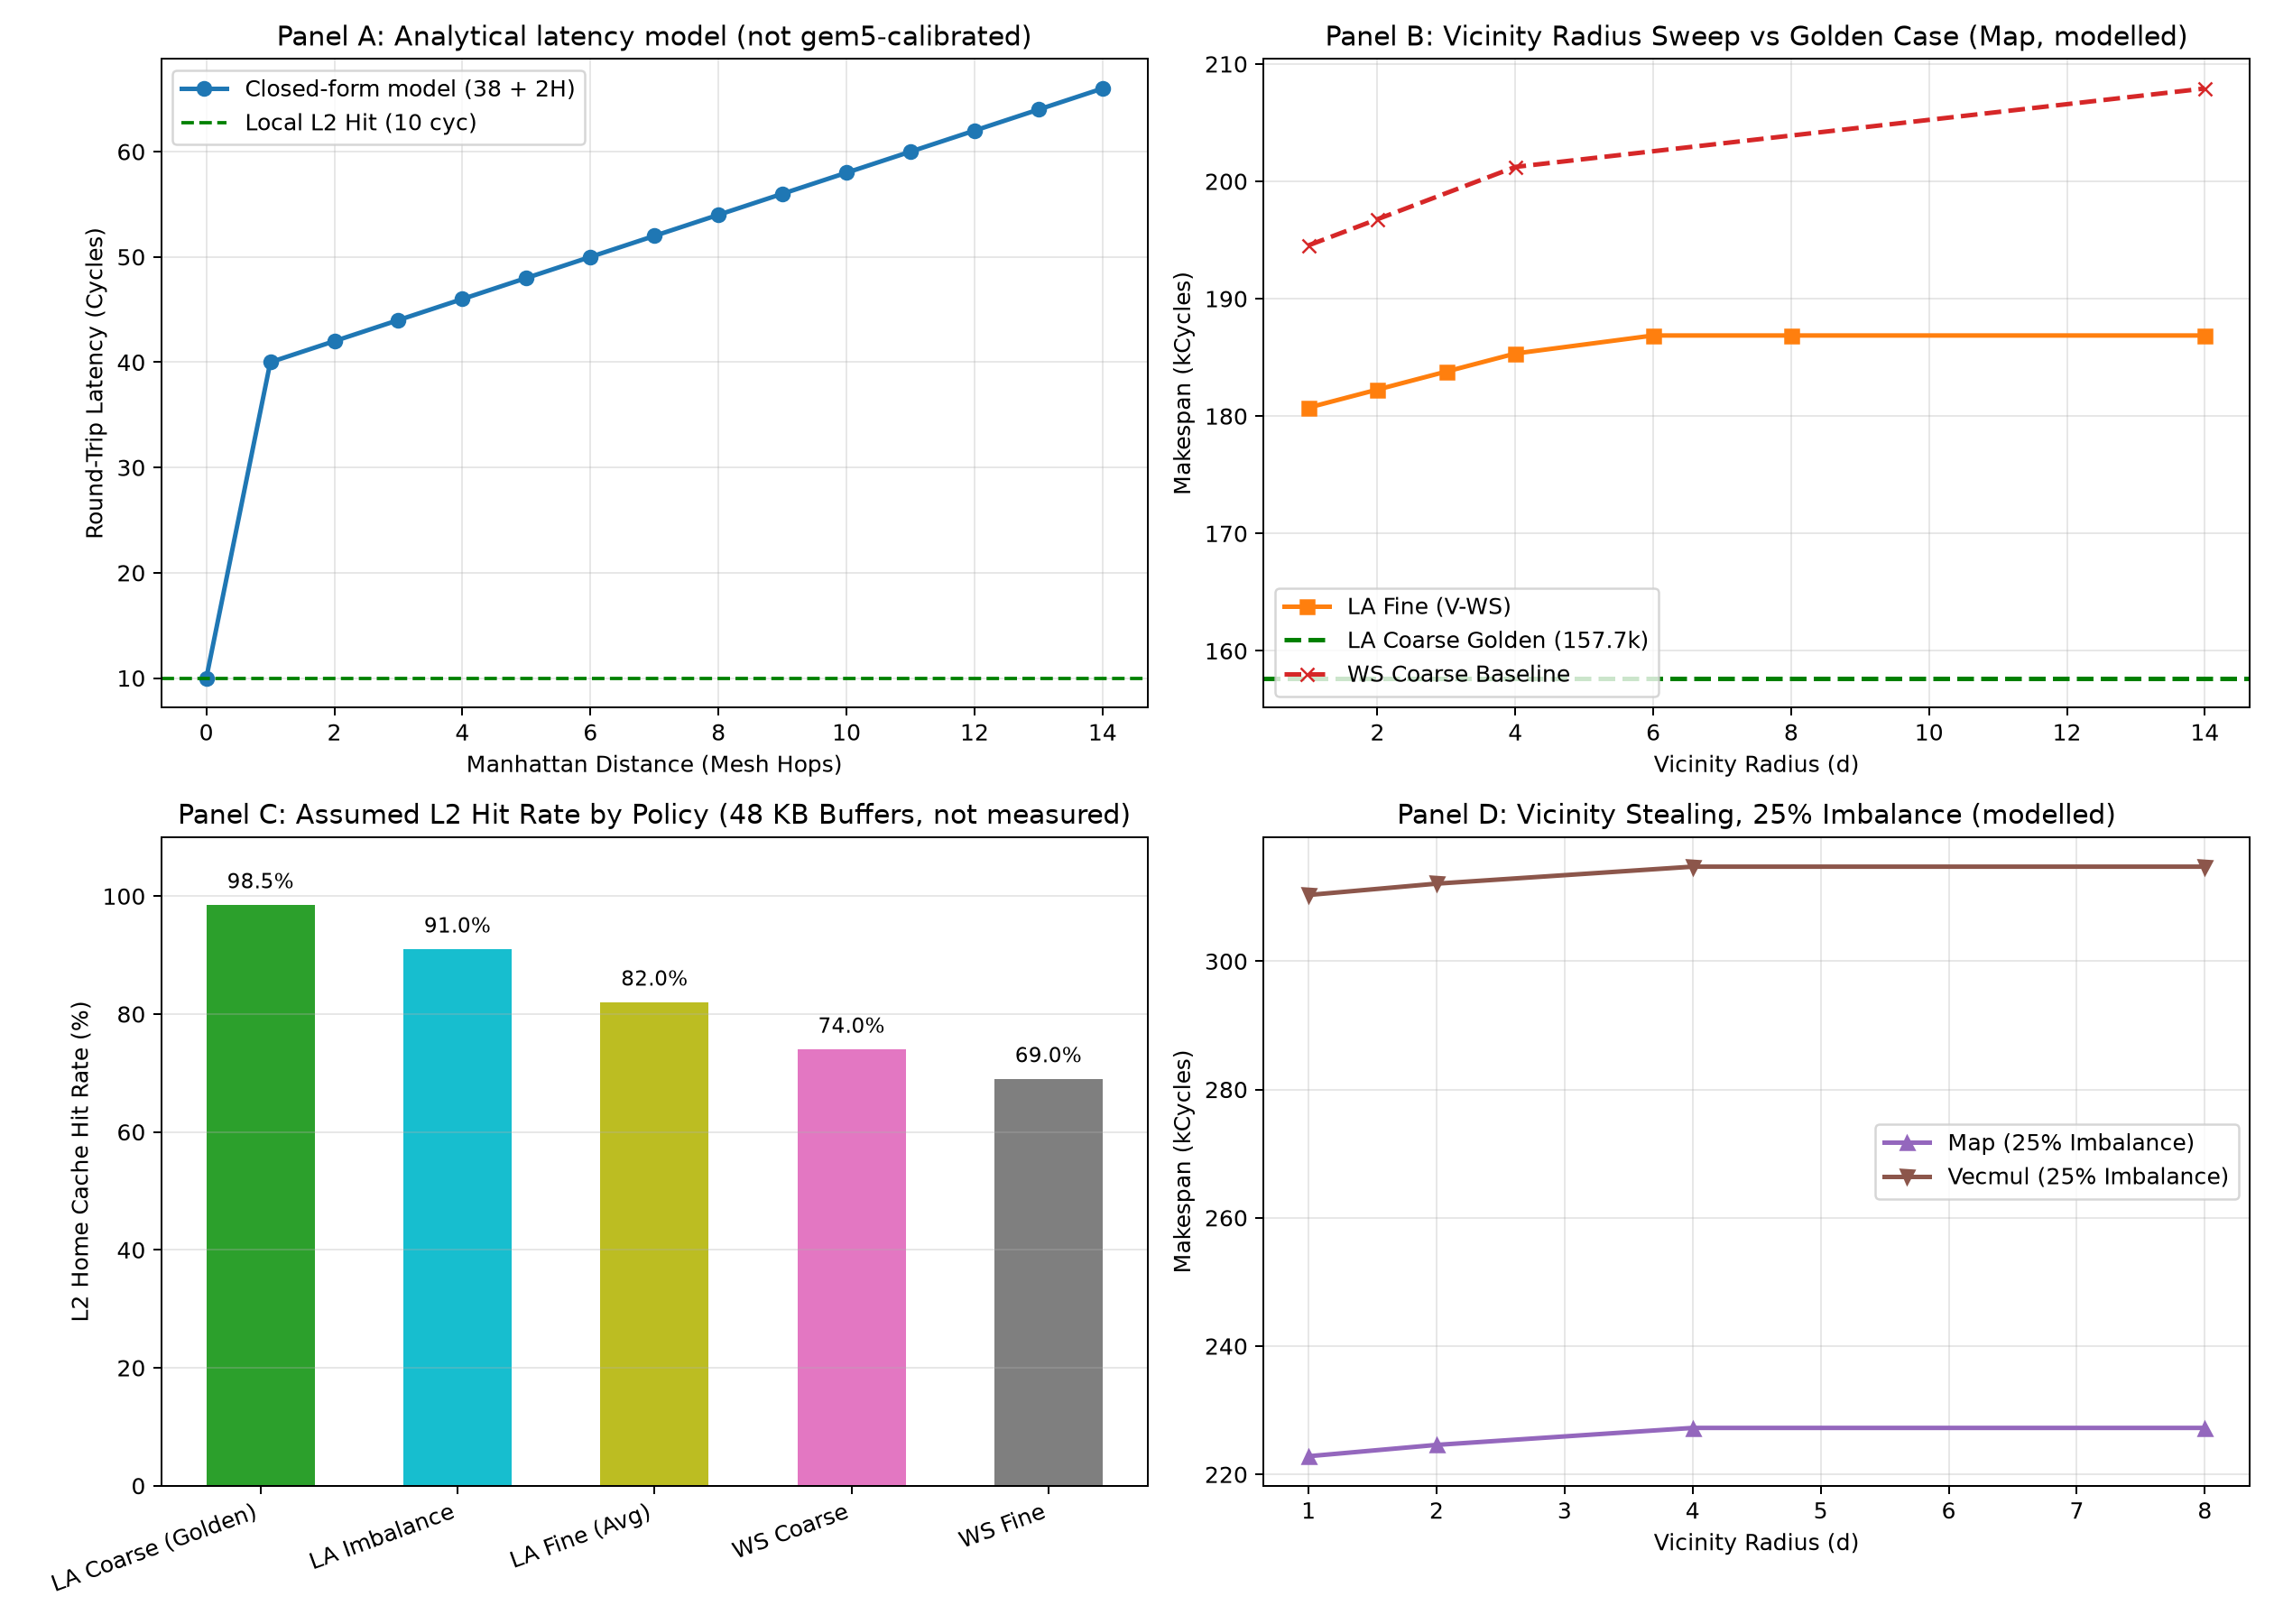 Panel A: Analytical latency model (not gem5-calibrated)
Closed-form model (38 + 2H)
Local L2 Hit (10 cyc)
Round-Trip Latency (Cycles)
60
50
40
30
20
10
0 2 4 6 8 10 12 14
Manhattan Distance (Mesh Hops)
Panel B: Vicinity Radius Sweep vs Golden Case (Map, modelled)
Makespan (kCycles)
210
200
190
180
170
160
LA Fine (V-WS)
LA Coarse Golden (157.7k)
WS Coarse Baseline
2 4 6 8 10 12 14
Vicinity Radius (d)
Panel C: Assumed L2 Hit Rate by Policy (48 KB Buffers, not measured)
L2 Home Cache Hit Rate (%)
100
80
60
40
20
0
98.5%
91.0%
82.0%
74.0%
69.0%
LA Coarse (Golden)
LA Imbalance
LA Fine (Avg)
WS Coarse
WS Fine
Panel D: Vicinity Stealing, 25% Imbalance (modelled)
Makespan (kCycles)
300
280
260
240
220
Map (25% Imbalance)
Vecmul (25% Imbalance)
1 2 3 4 5 6 7 8
Vicinity Radius (d)